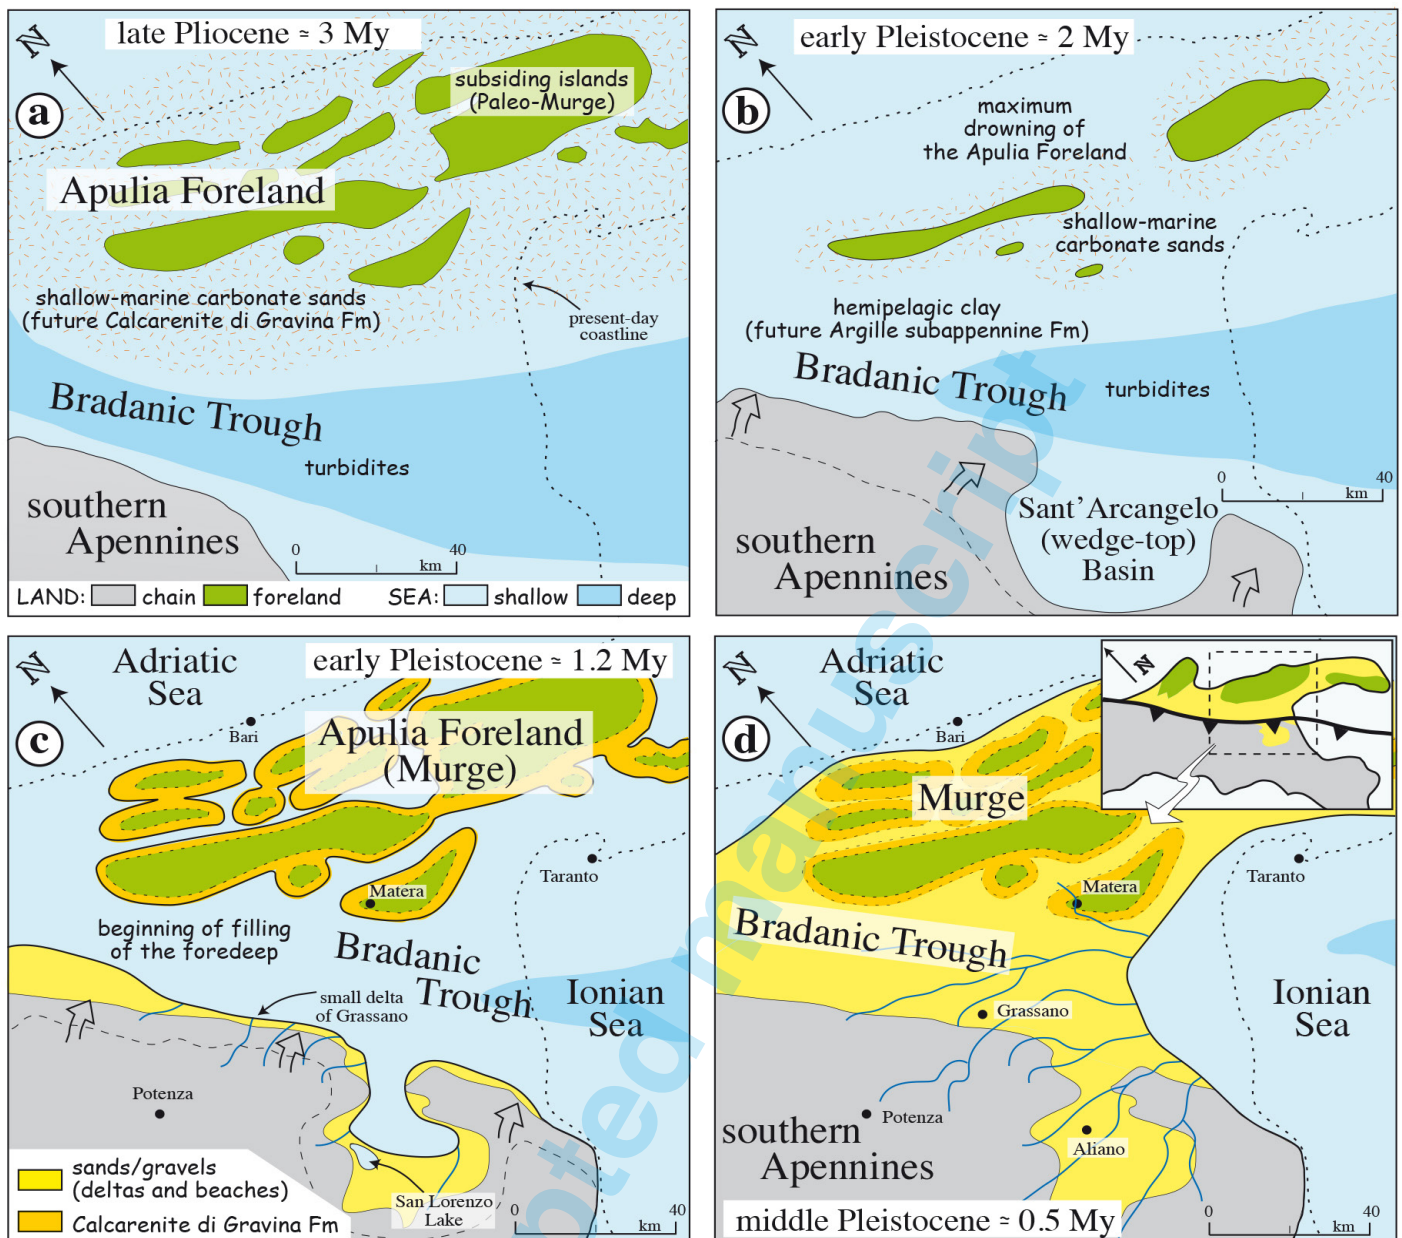 late Pliocene ≃ 3 My
N
a
subsiding islands
(Paleo-Murge)
Apulia Foreland
shallow-marine carbonate sands
(future Calcarenite di Gravina Fm)
present-day
coastline
Bradanic Trough
turbidites
southern
Apennines
0 40
km
LAND: chain foreland SEA: shallow deep
early Pleistocene ≃ 2 My
N
b
maximum
drowning of
the Apulia Foreland
shallow-marine
carbonate sands
hemipelagic clay
(future Argille subappennine Fm)
Bradanic Trough
turbidites
0 40
km
Sant'Arcangelo
(wedge-top)
Basin
southern
Apennines
N
Adriatic
Sea
early Pleistocene ≃ 1.2 My
c
Bari
Apulia Foreland
(Murge)
Taranto
Matera
beginning of filling
of the foredeep
Bradanic
Trough
small delta
of Grassano
Ionian
Sea
Potenza
San Lorenzo
Lake
sands/gravels
(deltas and beaches)
Calcarenite di Gravina Fm
0 40
km
N
Adriatic
Sea
N
d
Bari
Murge
Taranto
Matera
Bradanic Trough
Grassano
Ionian
Sea
Potenza
southern
Apennines
Aliano
middle Pleistocene ≃ 0.5 My
0 40
km
pted manuscript